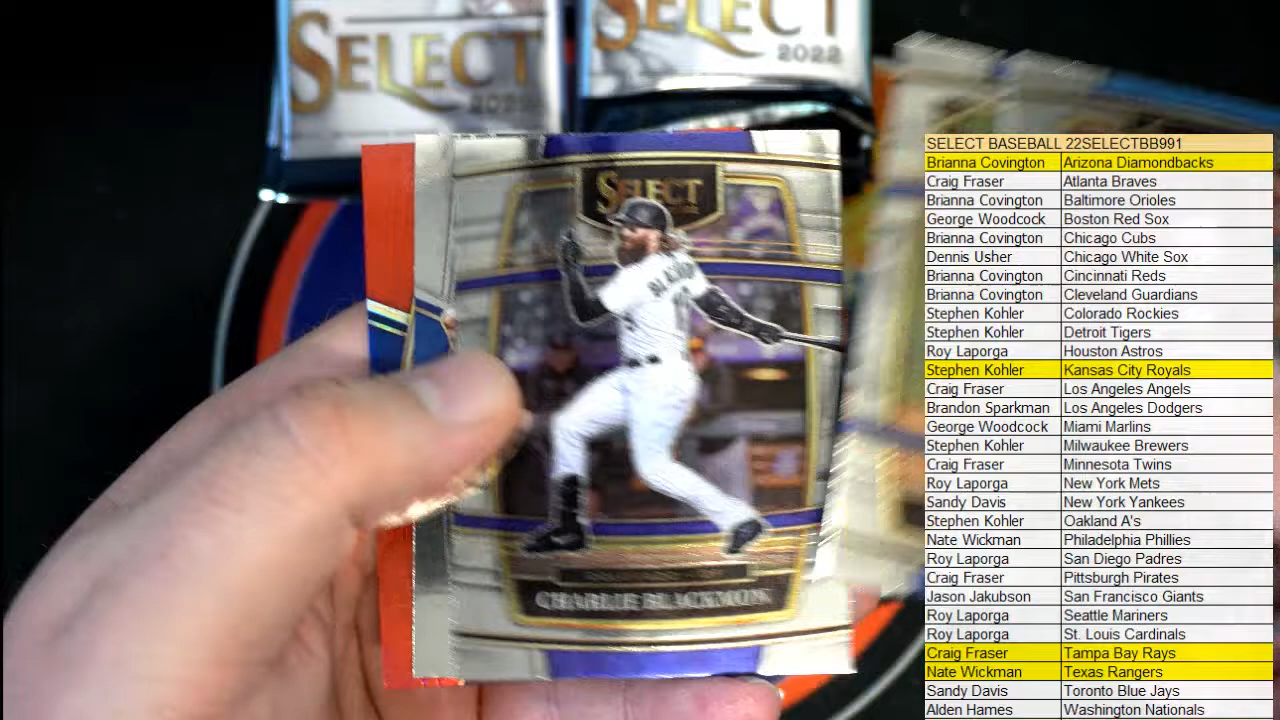 SELECT
SELECT
2022
SELECT
CHARLIE BLACKMON
SELECT BASEBALL 22SELECTBB991
Brianna Covington Arizona Diamondbacks
Craig Fraser Atlanta Braves
Brianna Covington Baltimore Orioles
George Woodcock Boston Red Sox
Brianna Covington Chicago Cubs
Dennis Usher Chicago White Sox
Brianna Covington Cincinnati Reds
Brianna Covington Cleveland Guardians
Stephen Kohler Colorado Rockies
Stephen Kohler Detroit Tigers
Roy Laporga Houston Astros
Stephen Kohler Kansas City Royals
Craig Fraser Los Angeles Angels
Brandon Sparkman Los Angeles Dodgers
George Woodcock Miami Marlins
Stephen Kohler Milwaukee Brewers
Craig Fraser Minnesota Twins
Roy Laporga New York Mets
Sandy Davis New York Yankees
Stephen Kohler Oakland A's
Nate Wickman Philadelphia Phillies
Roy Laporga San Diego Padres
Craig Fraser Pittsburgh Pirates
Jason Jakubson San Francisco Giants
Roy Laporga Seattle Mariners
Roy Laporga St. Louis Cardinals
Craig Fraser Tampa Bay Rays
Nate Wickman Texas Rangers
Sandy Davis Toronto Blue Jays
Alden Hames Washington Nationals